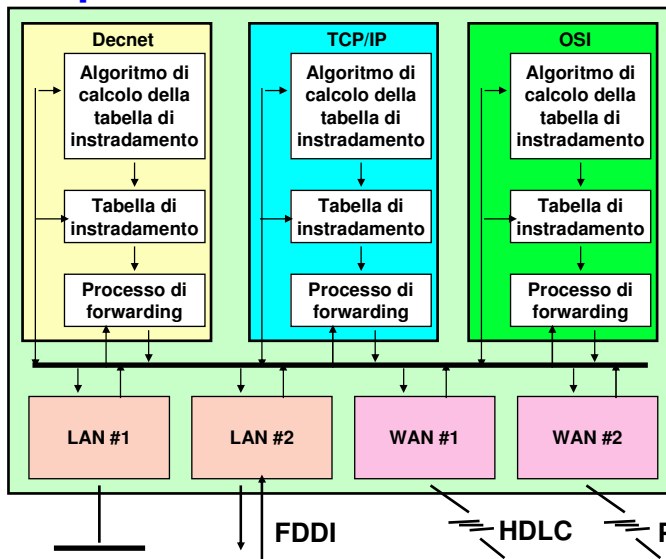 Decnet
Algoritmo di
calcolo della
tabella di
instradamento
Tabella di
instradamento
Processo di
forwarding
TCP/IP
Algoritmo di
calcolo della
tabella di
instradamento
Tabella di
instradamento
Processo di
forwarding
OSI
Algoritmo di
calcolo della
tabella di
instradamento
Tabella di
instradamento
Processo di
forwarding
LAN #1
LAN #2
WAN #1
WAN #2
FDDI
HDLC